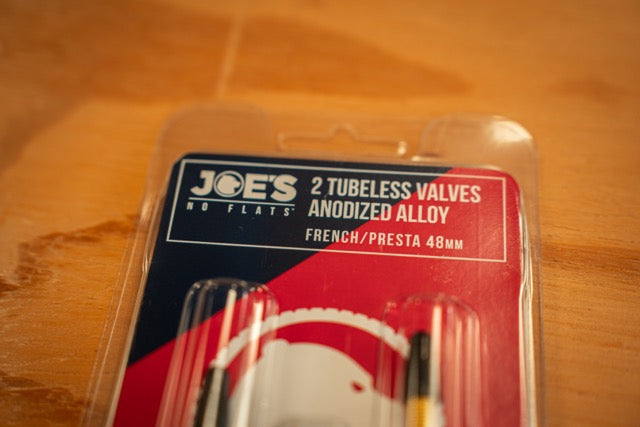 JOE'S
NO FLATS
2 TUBELESS VALVES
ANODIZED ALLOY
FRENCH/PRESTA 48MM